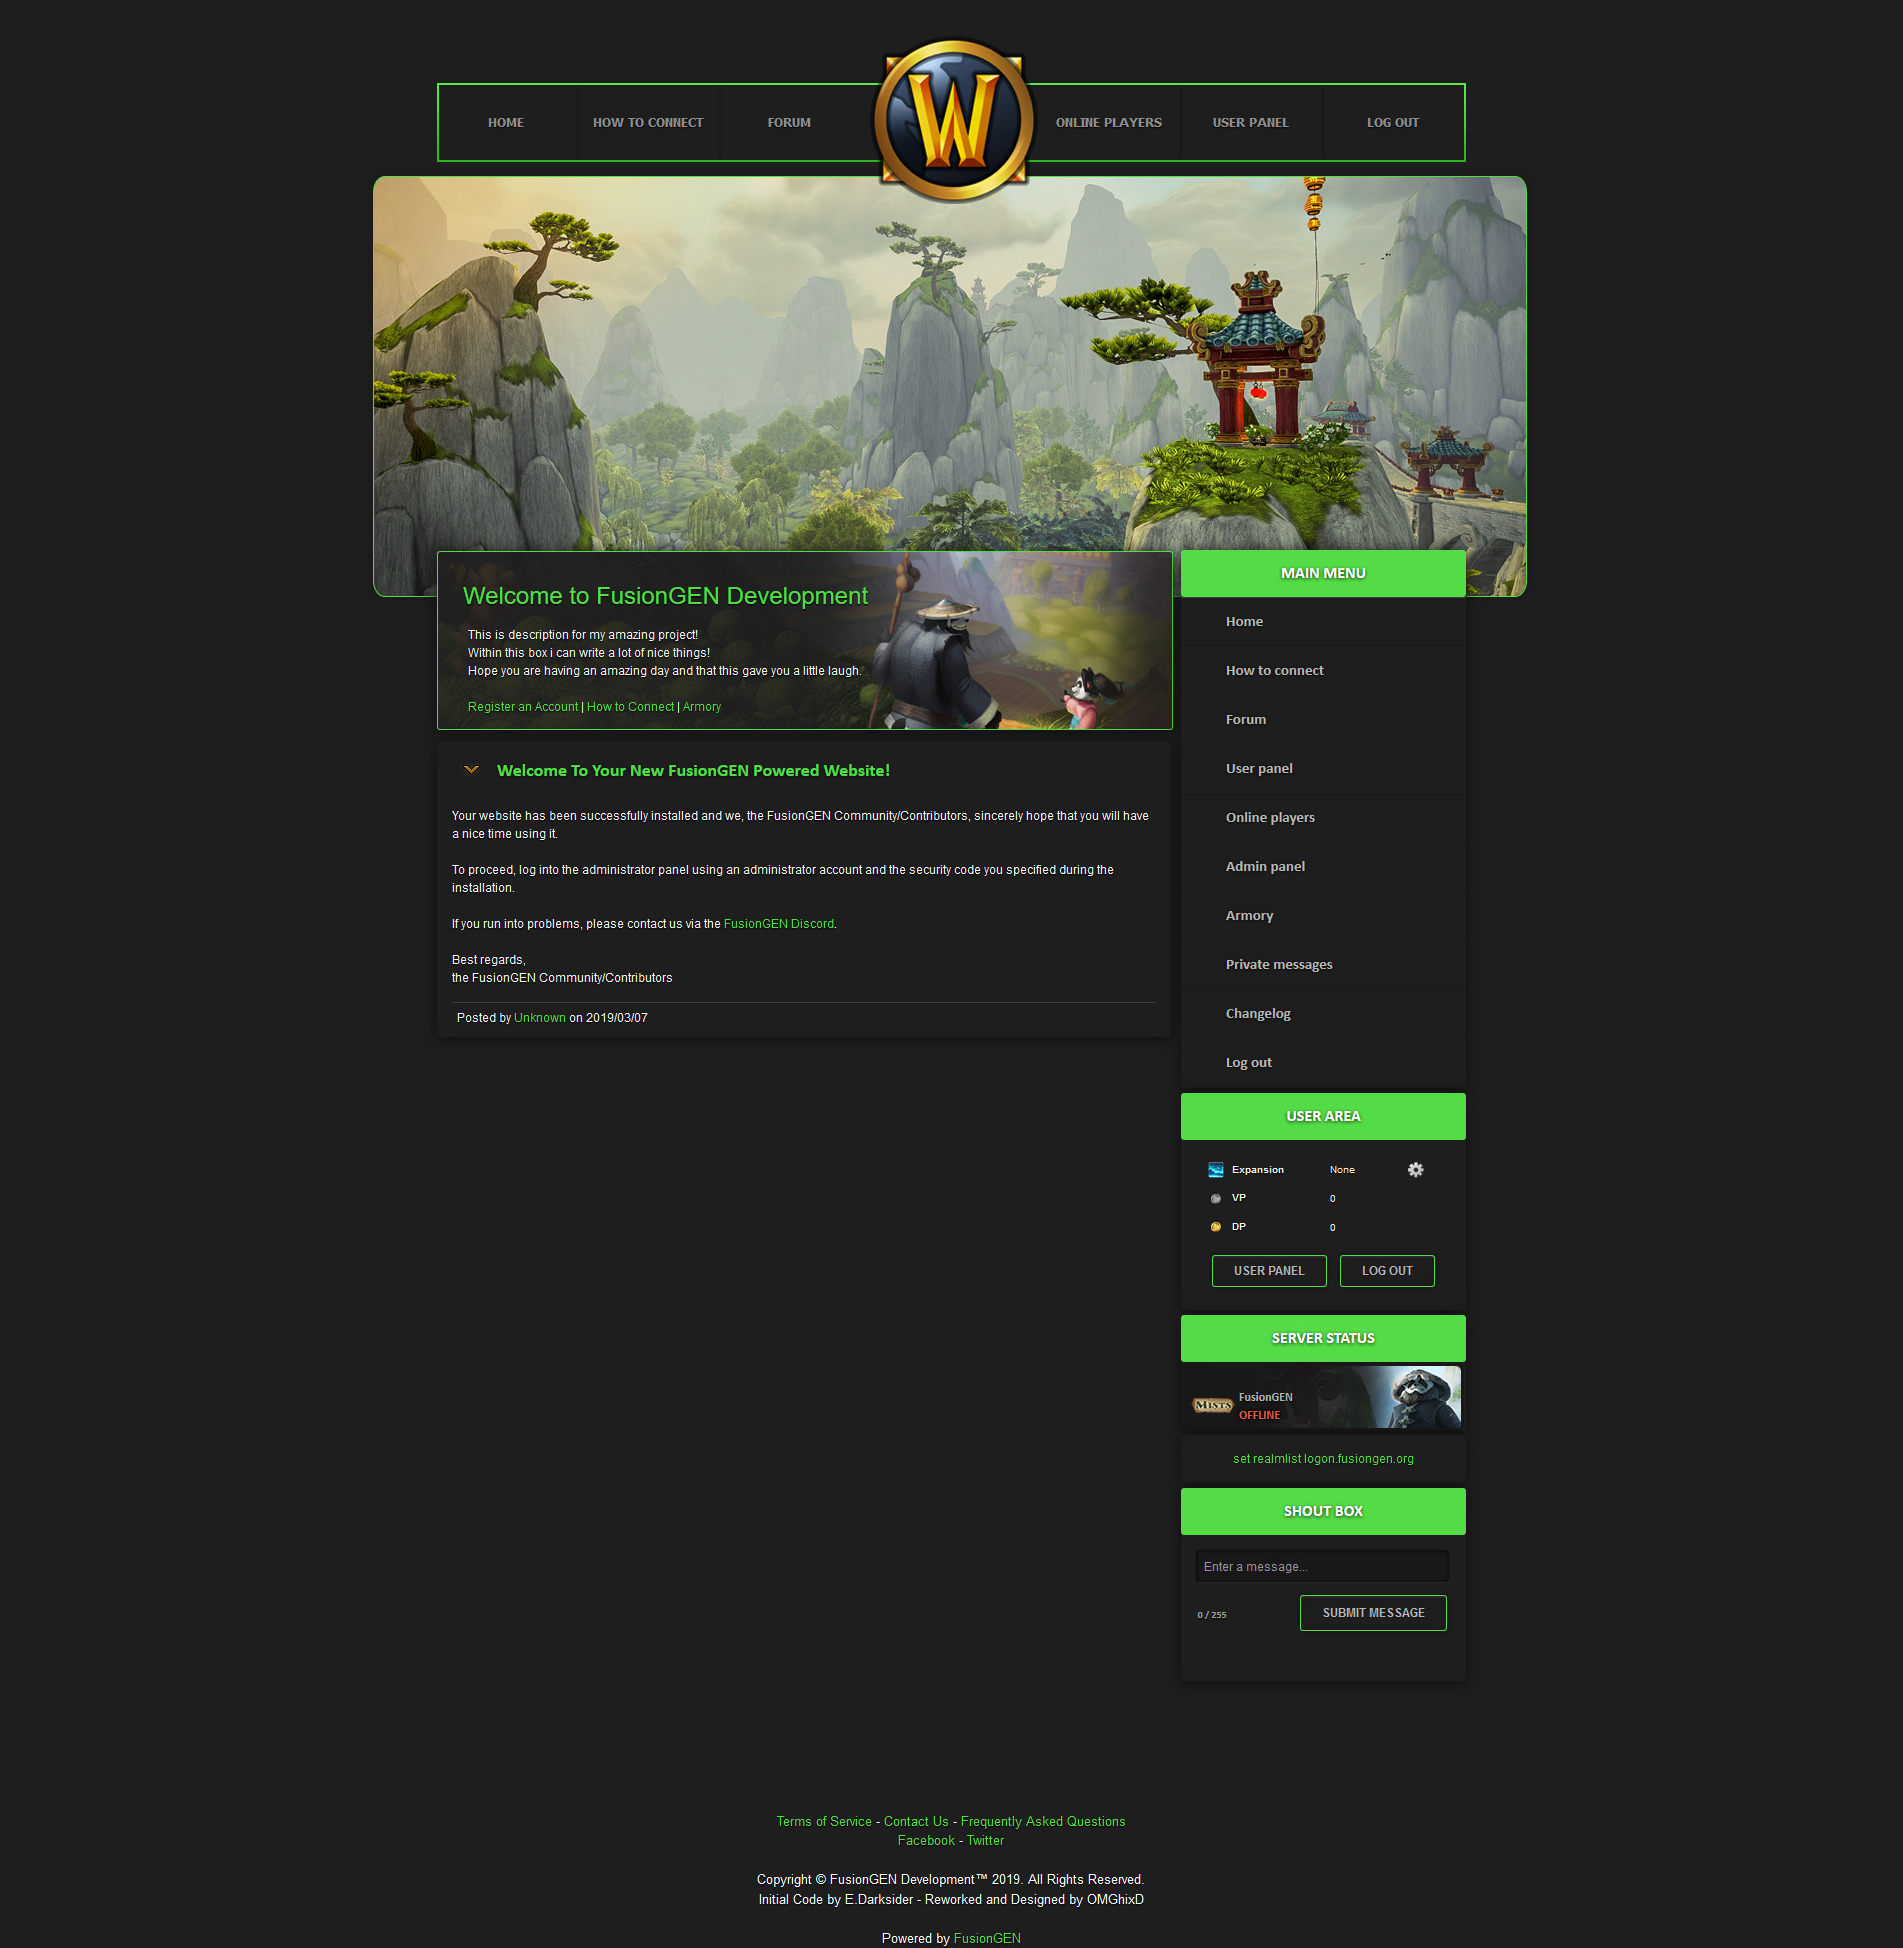 HOME
HOW TO CONNECT
FORUM
W
ONLINE PLAYERS
USER PANEL
LOG OUT
Welcome to FusionGEN Development
This is description for my amazing project!
Within this box i can write a lot of nice things!
Hope you are having an amazing day and that this gave you a little laugh.
Register an Account | How to Connect | Armory
Welcome To Your New FusionGEN Powered Website!
Your website has been successfully installed and we, the FusionGEN Community/Contributors, sincerely hope that you will have
a nice time using it.
To proceed, log into the administrator panel using an administrator account and the security code you specified during the
installation.
If you run into problems, please contact us via the FusionGEN Discord.
Best regards,
the FusionGEN Community/Contributors
Posted by Unknown on 2019/03/07
MAIN MENU
Home
How to connect
Forum
User panel
Online players
Admin panel
Armory
Private messages
Changelog
Log out
USER AREA
Expansion None
VP 0
DP 0
USER PANEL
LOG OUT
SERVER STATUS
MISTS
FusionGEN
OFFLINE
set realmlist logon.fusiongen.org
SHOUT BOX
Enter a message...
0 / 255
SUBMIT MESSAGE
Terms of Service - Contact Us - Frequently Asked Questions
Facebook - Twitter
Copyright © FusionGEN Development™ 2019. All Rights Reserved.
Initial Code by E.Darksider - Reworked and Designed by OMGhixD
Powered by FusionGEN